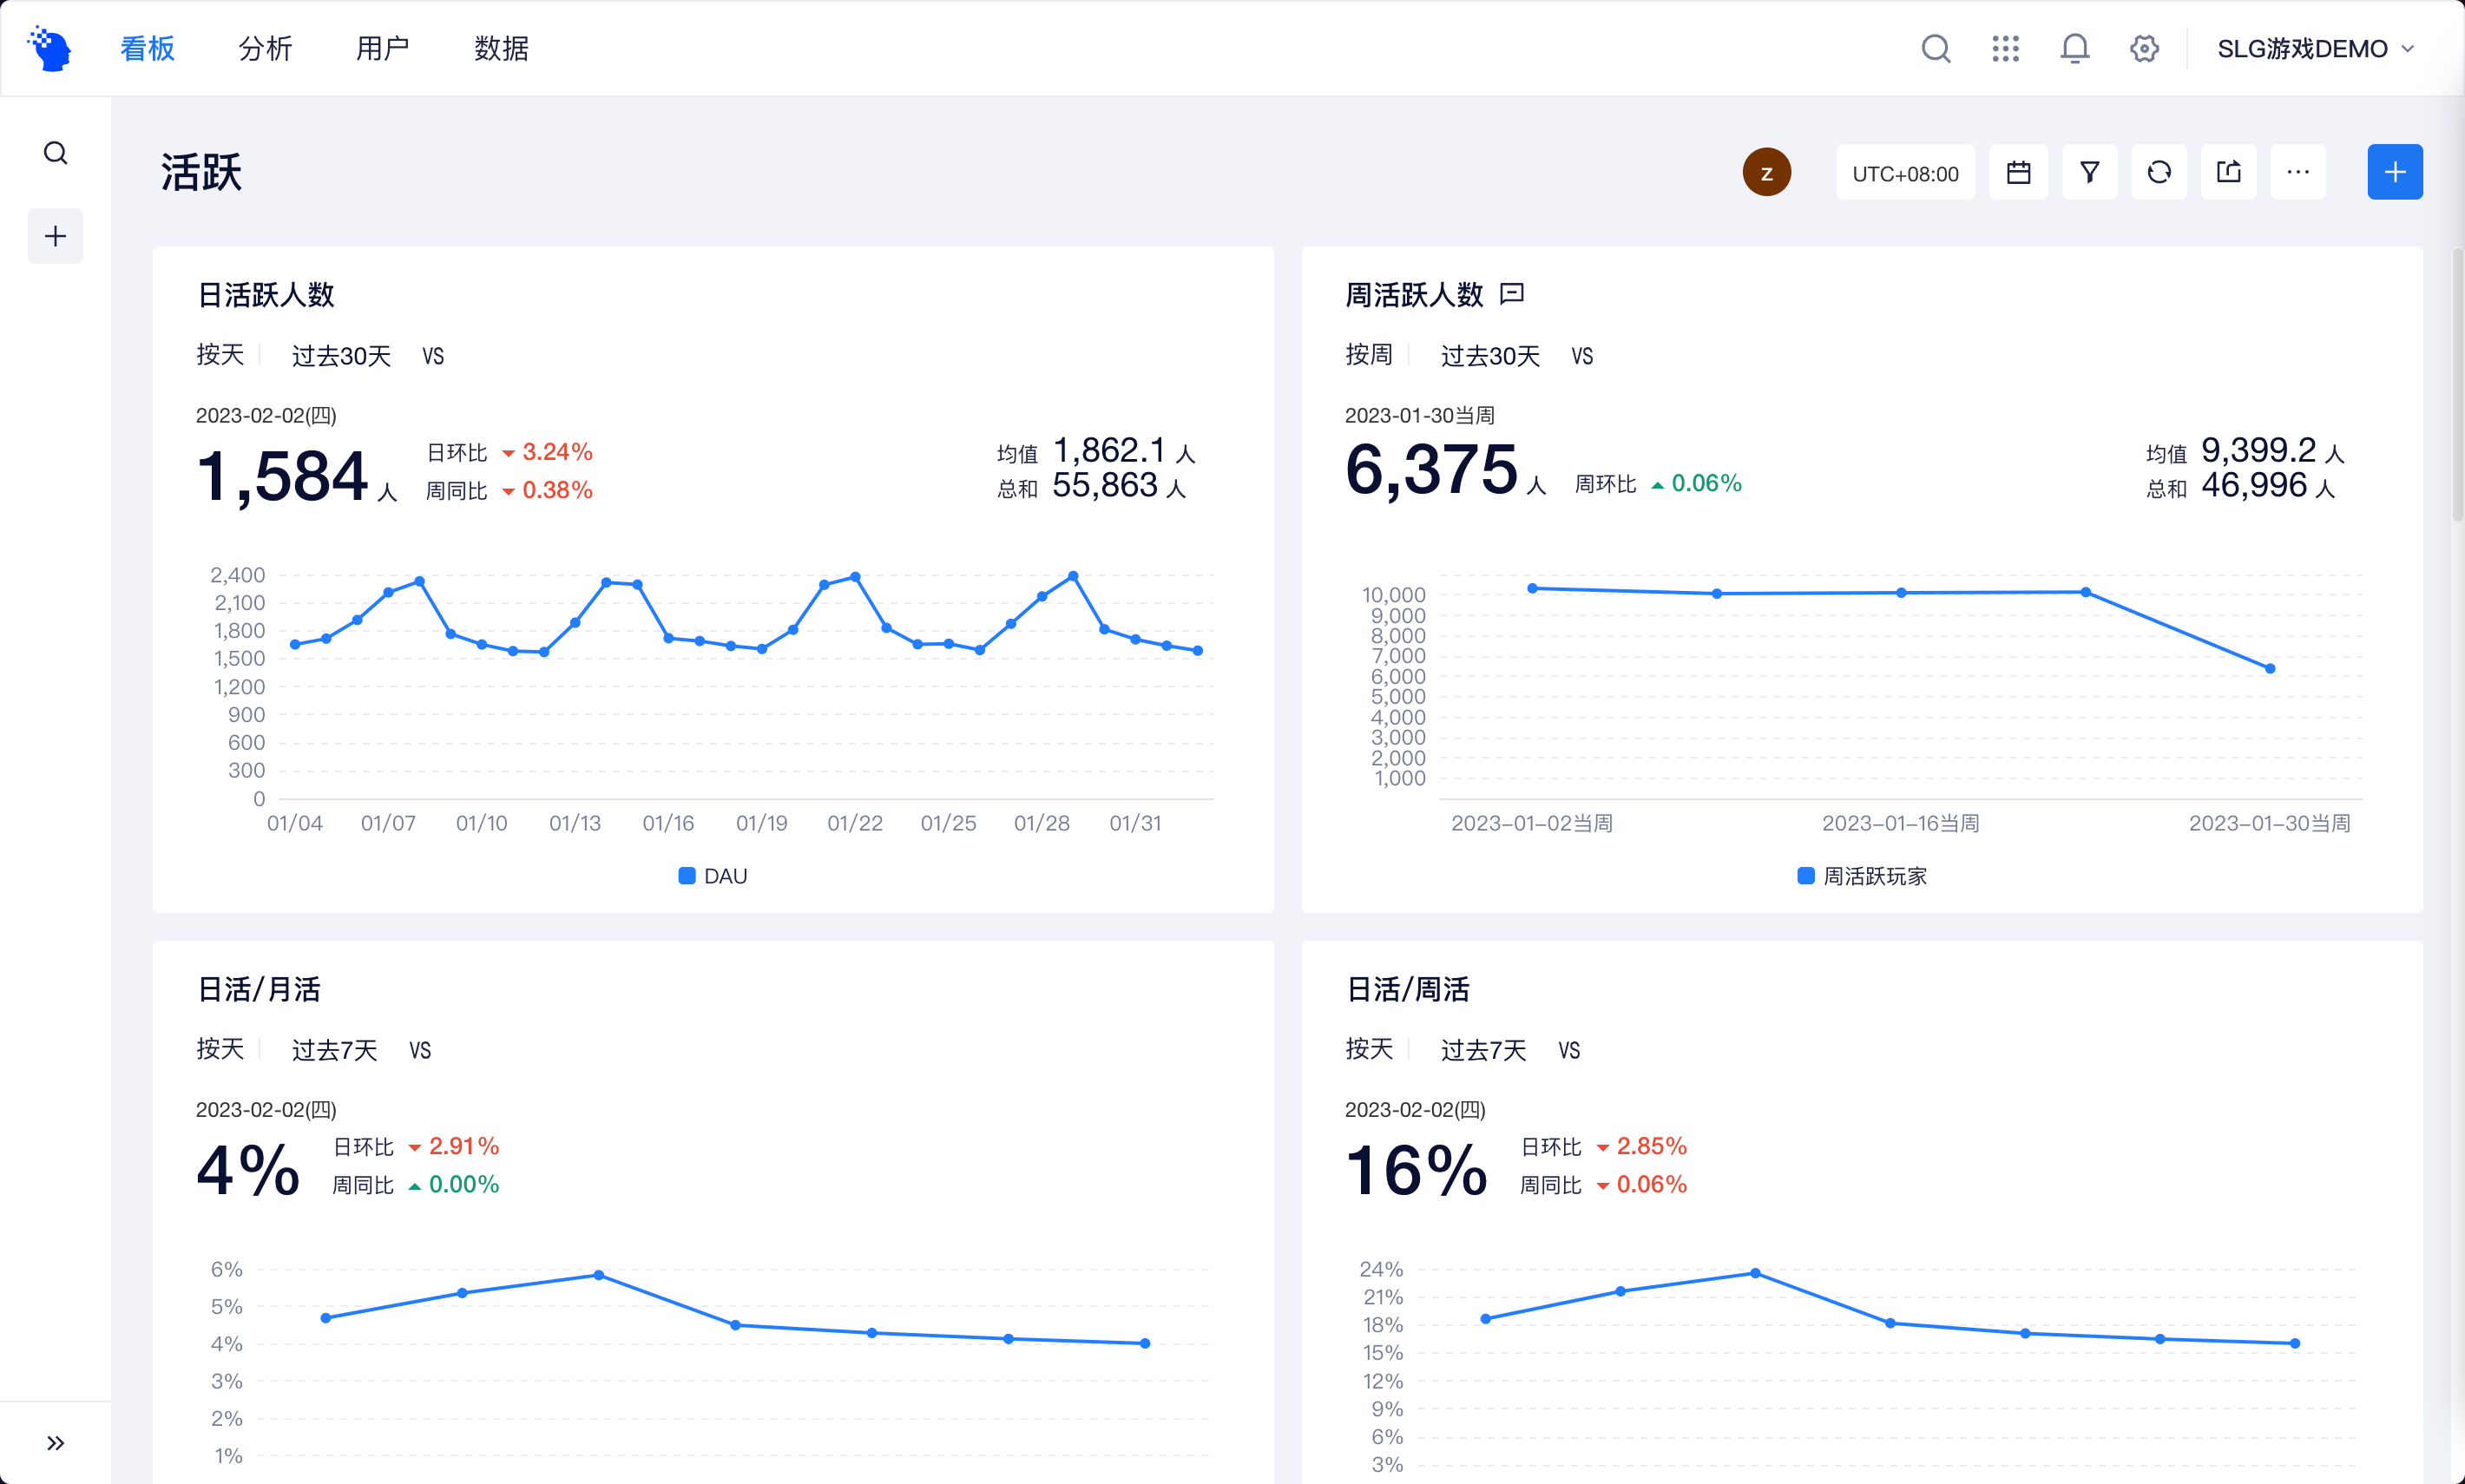 看板 分析 用户 数据 SLG游戏DEMO
活跃 z UTC+08:00
日活跃人数
按天 过去30天 VS
2023-02-02(四)
1,584 人
日环比 3.24%
周同比 0.38%
均值 1,862.1 人
总和 55,863 人
2,400
2,100
1,800
1,500
1,200
900
600
300
0
01/04 01/07 01/10 01/13 01/16 01/19 01/22 01/25 01/28 01/31
DAU
周活跃人数
按周 过去30天 VS
2023-01-30当周
6,375 人
周环比 0.06%
均值 9,399.2 人
总和 46,996 人
10,000
9,000
8,000
7,000
6,000
5,000
4,000
3,000
2,000
1,000
2023-01-02当周 2023-01-16当周 2023-01-30当周
周活跃玩家
日活/月活
按天 过去7天 VS
2023-02-02(四)
4%
日环比 2.91%
周同比 0.00%
6%
5%
4%
3%
2%
1%
日活/周活
按天 过去7天 VS
2023-02-02(四)
16%
日环比 2.85%
周同比 0.06%
24%
21%
18%
15%
12%
9%
6%
3%